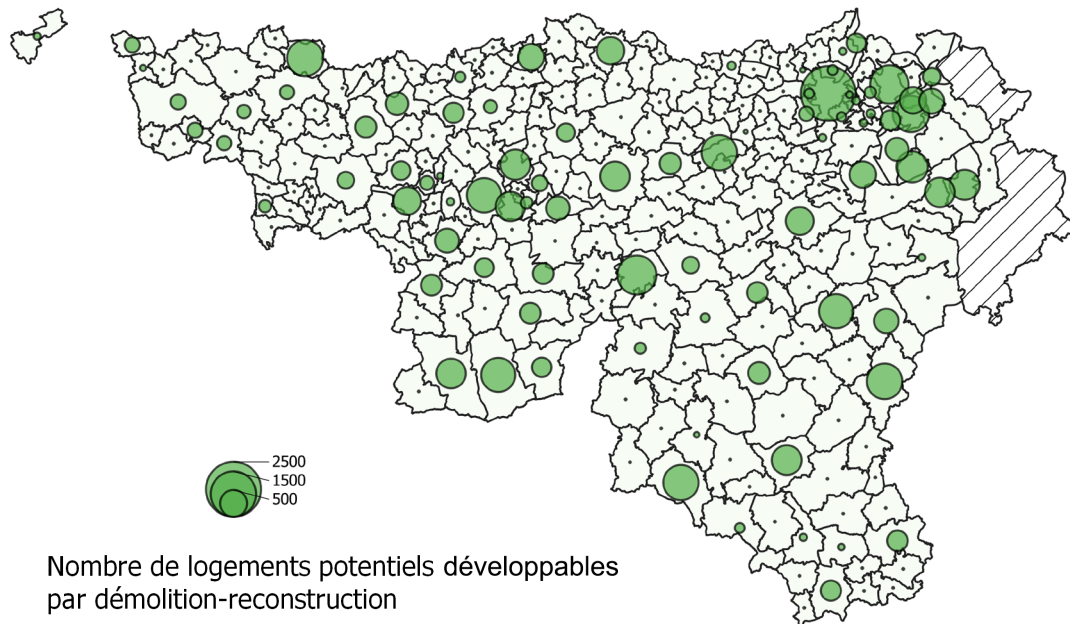 2500
1500
500
Nombre de logements potentiels développables
par démolition-reconstruction